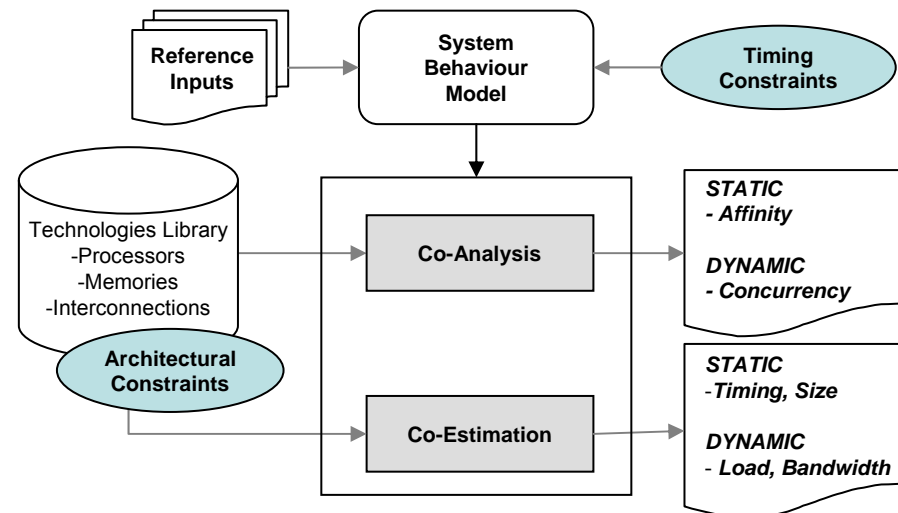 Reference
Inputs
System
Behaviour
Model
Timing
Constraints
Technologies Library
-Processors
-Memories
-Interconnections
Architectural
Constraints
Co-Analysis
Co-Estimation
STATIC
- Affinity
DYNAMIC
- Concurrency
STATIC
-Timing, Size
DYNAMIC
- Load, Bandwidth